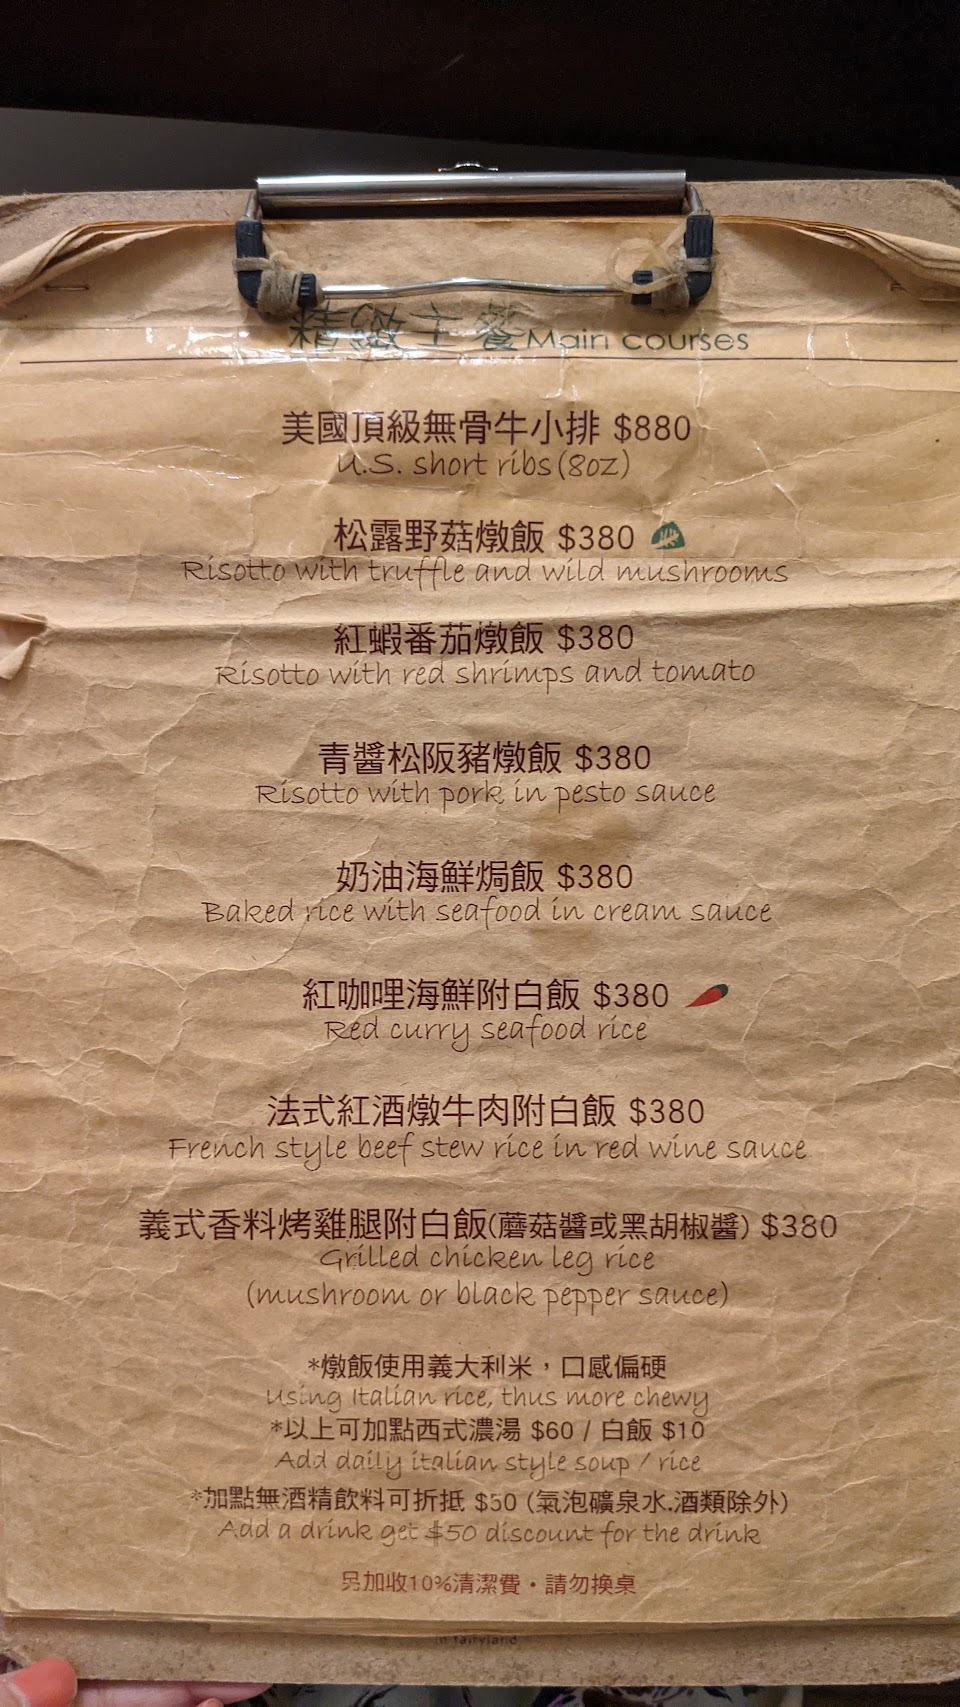 精緻主餐Main courses
美國頂級無骨牛小排 $880
U.S. short ribs(8oz)
松露野菇燉飯 $380
Risotto with truffle and wild mushrooms
紅蝦番茄燉飯 $380
Risotto with red shrimps and tomato
青醬松阪豬燉飯 $380
Risotto with pork in pesto sauce
奶油海鮮焗飯 $380
Baked rice with seafood in cream sauce
紅咖哩海鮮附白飯 $380
Red curry seafood rice
法式紅酒燉牛肉附白飯 $380
French style beef stew rice in red wine sauce
義式香料烤雞腿附白飯(蘑菇醬或黑胡椒醬) $380
Grilled chicken leg rice
(mushroom or black pepper sauce)
*燉飯使用義大利米，口感偏硬
Using Italian rice, thus more chewy
*以上可加點西式濃湯 $60 / 白飯 $10
Add daily italian style soup / rice
*加點無酒精飲料可折抵 $50 (氣泡礦泉水.酒類除外)
Add a drink get $50 discount for the drink
另加收10%清潔費・請勿換桌
in fairyland